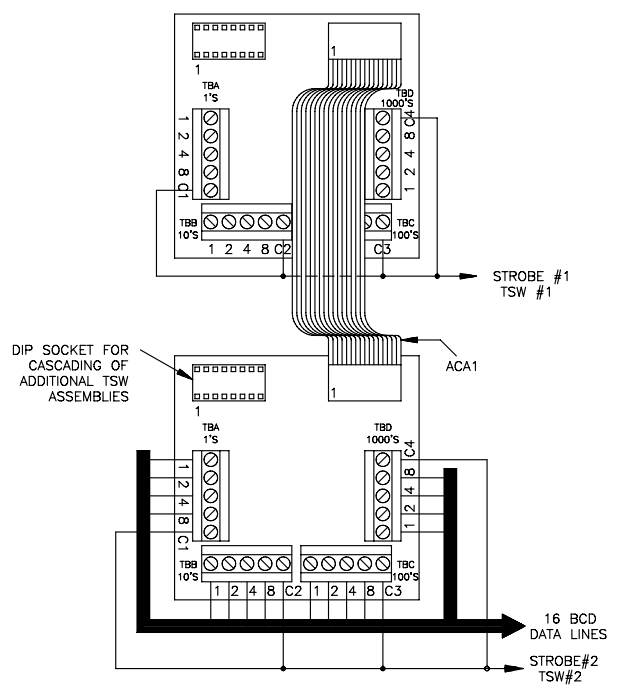 1
1
TBA
1'S
TBD
1000'S
1
2
4
8
C1
C4
8
4
2
1
TBB
10'S
TBC
100'S
1 2 4 8 C2
C3
STROBE #1
TSW #1
DIP SOCKET FOR
CASCADING OF
ADDITIONAL TSW
ASSEMBLIES
ACA1
1
1
TBA
1'S
TBD
1000'S
1
2
4
8
C1
C4
8
4
2
1
TBB
10'S
TBC
100'S
1 2 4 8 C2 1 2 4 8 C3
16 BCD
DATA LINES
STROBE#2
TSW#2